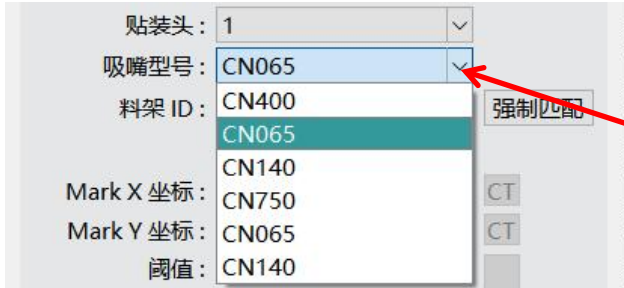 贴装头： 1
吸嘴型号： CN065
料架 ID： CN400 强制匹配
CN065
CN140
Mark X 坐标： CN750 CT
Mark Y 坐标： CN065 CT
阈值： CN140